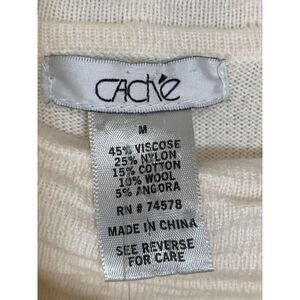 CAché
M
45% VISCOSE
25% NYLON
15% COTTON
10% WOOL
5% ANGORA
RN # 74578
MADE IN CHINA
SEE REVERSE
FOR CARE